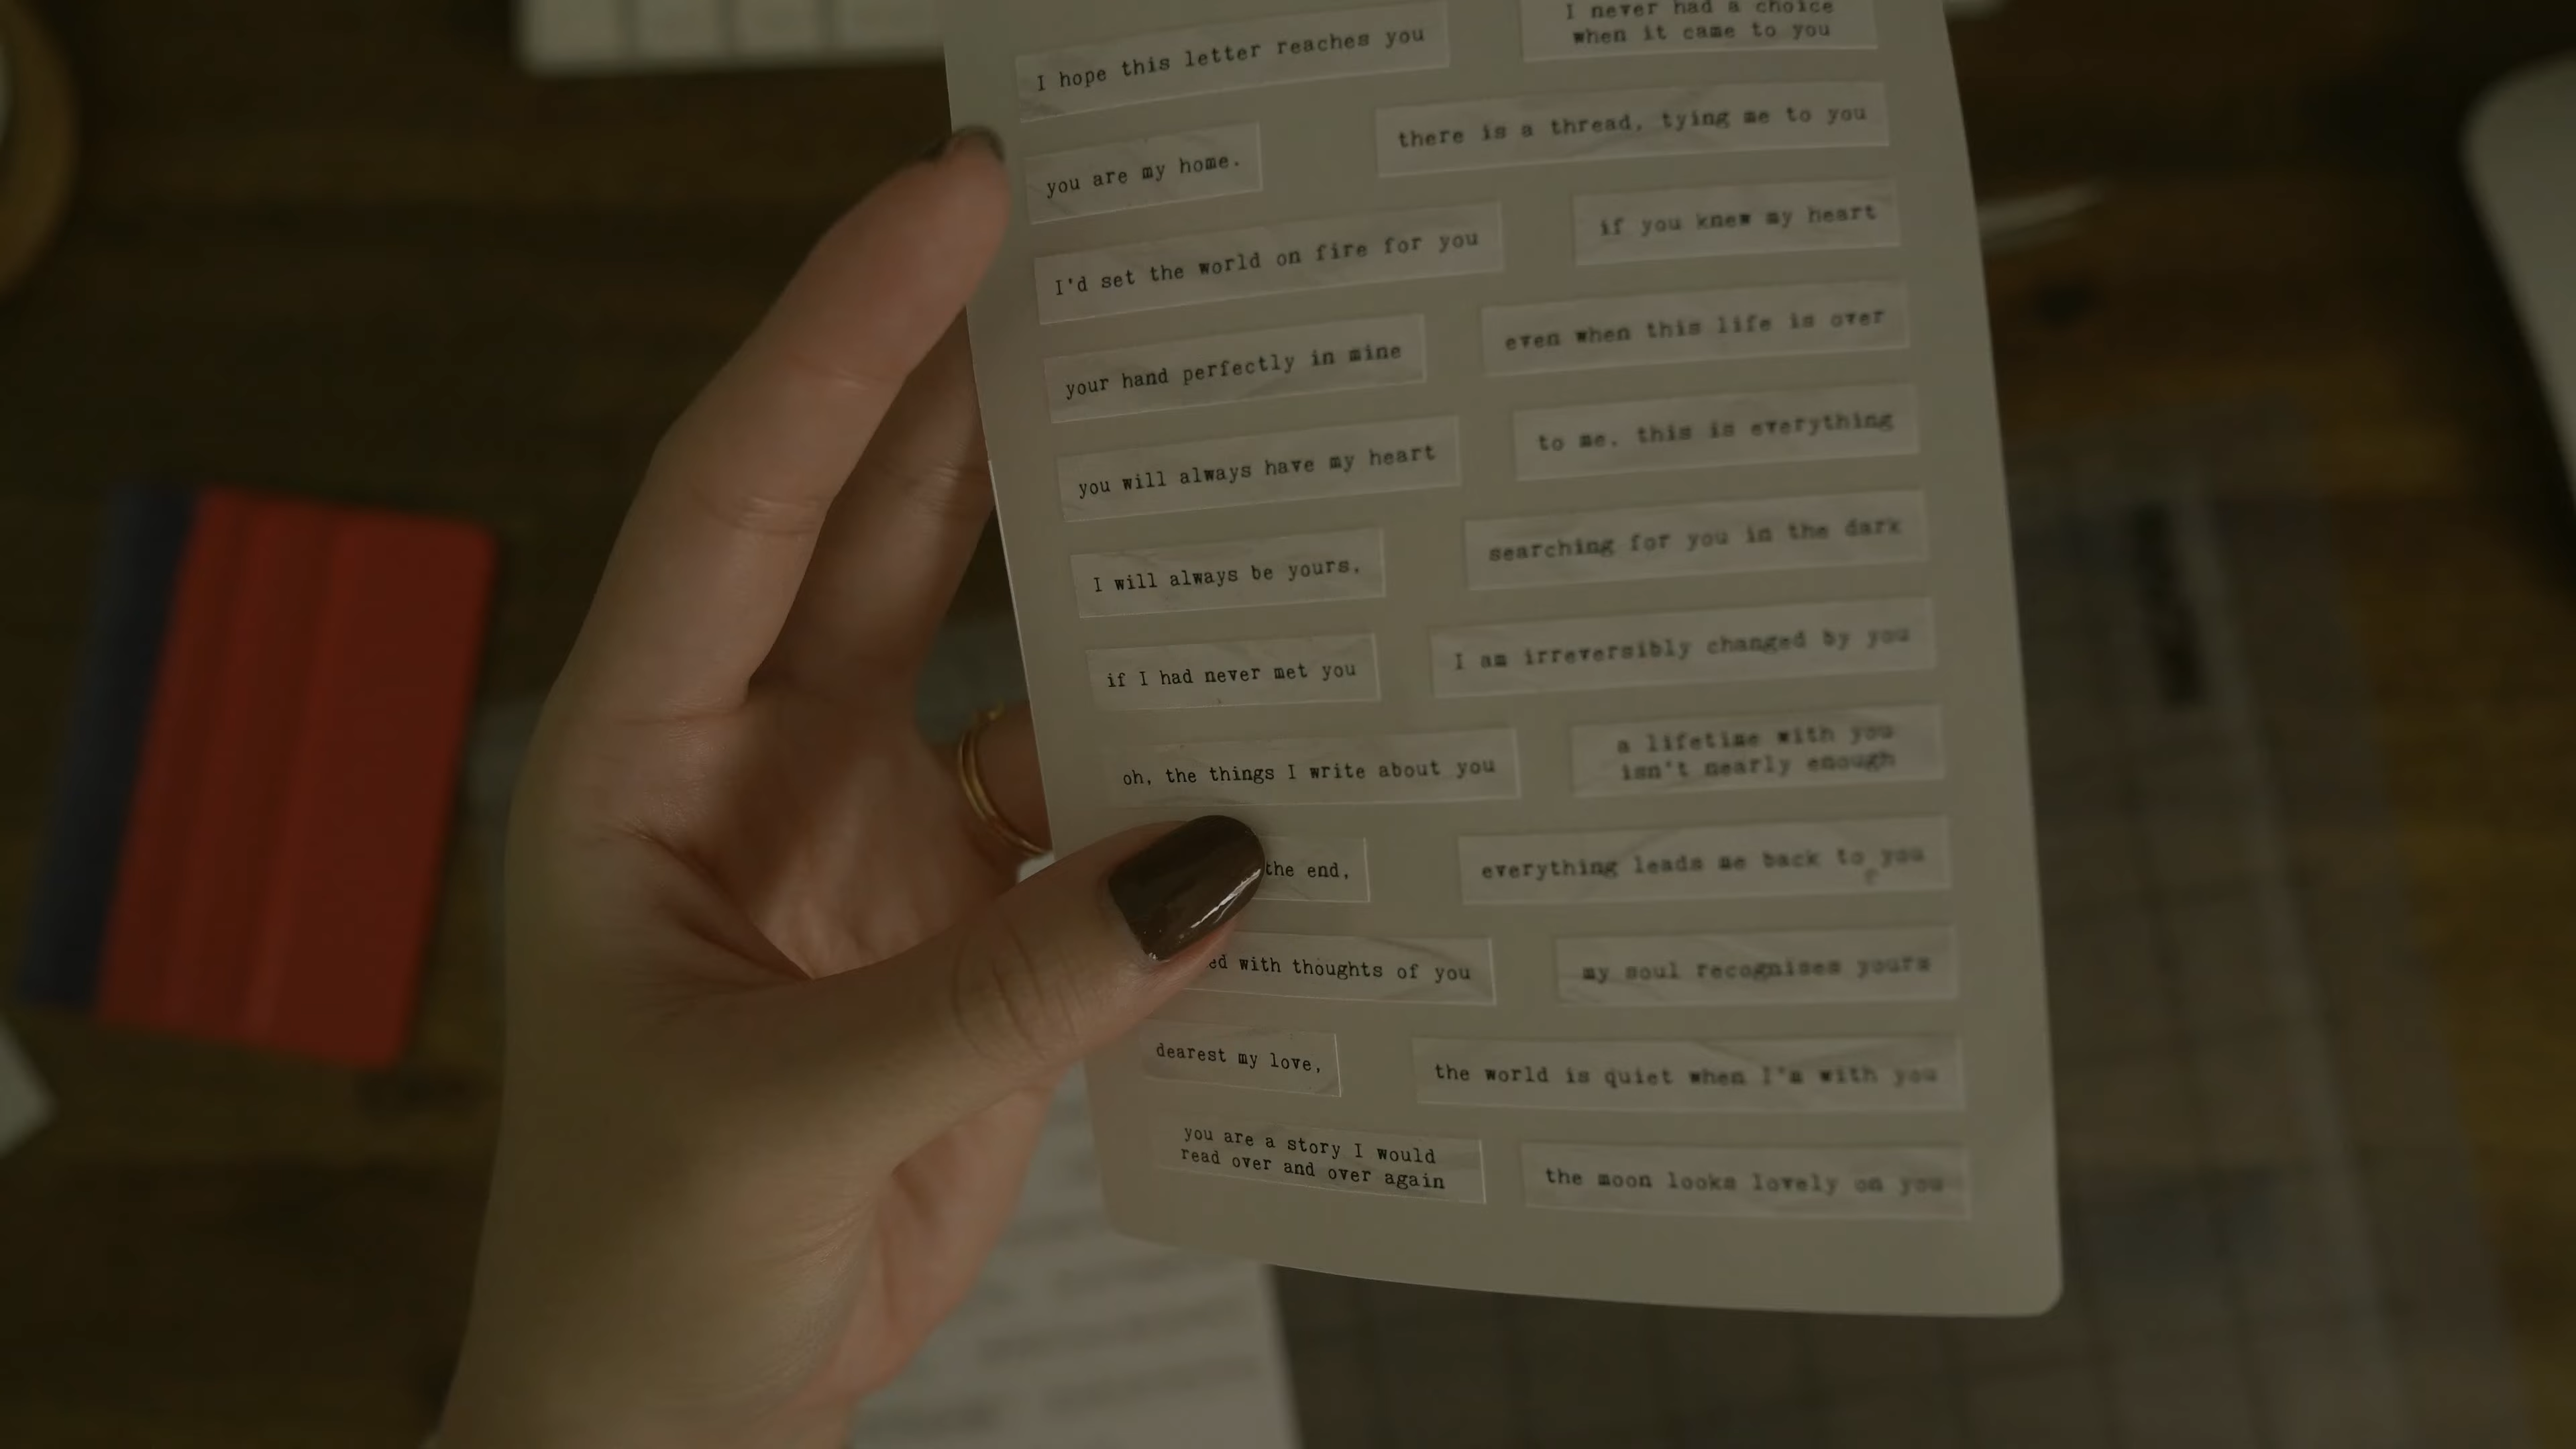 I hope this letter reaches you
I never had a choice
when it came to you
you are my home.
there is a thread, tying me to you
I'd set the world on fire for you
if you knew my heart
your hand perfectly in mine
even when this life is over
you will always have my heart
to me, this is everything
I will always be yours,
searching for you in the dark
if I had never met you
I am irreversibly changed by you
oh, the things I write about you
a lifetime with you
isn't nearly enough
the end,
everything leads me back to you
with thoughts of you
my soul recognises yours
dearest my love,
the world is quiet when I'm with you
you are a story I would
read over and over again
the moon looks lovely on you